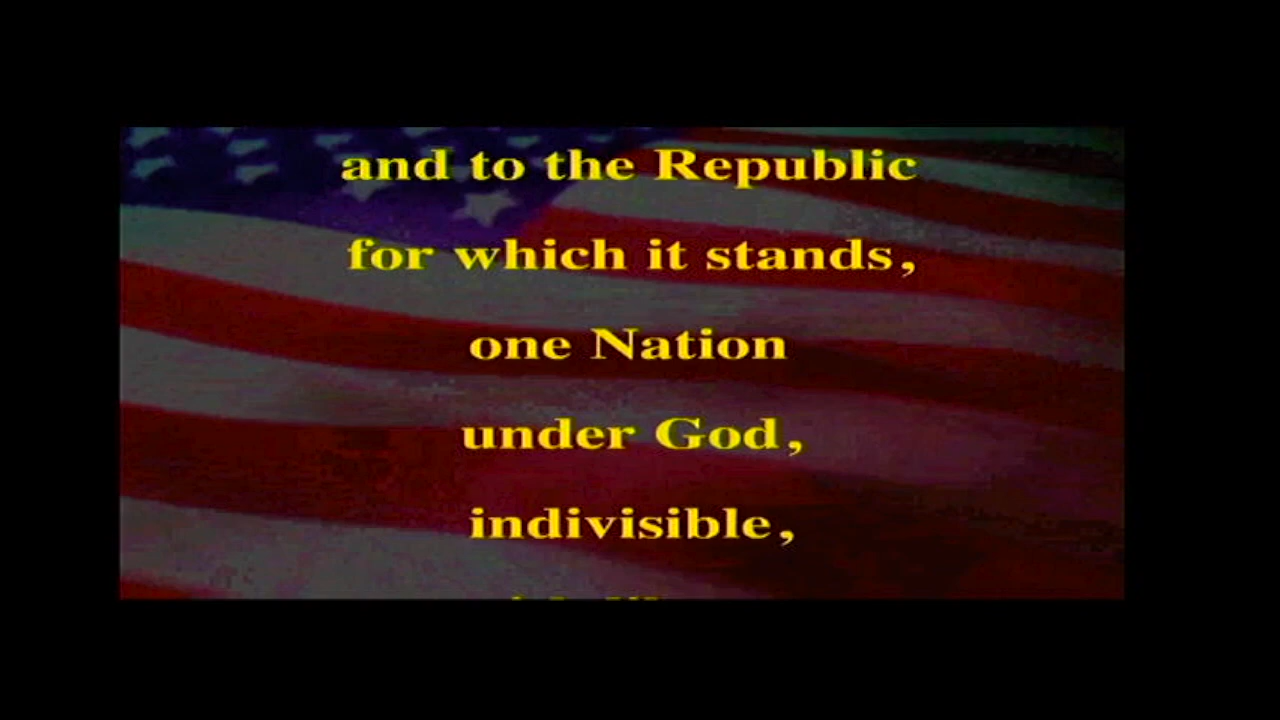 and to the Republic
for which it stands,
one Nation
under God,
indivisible,